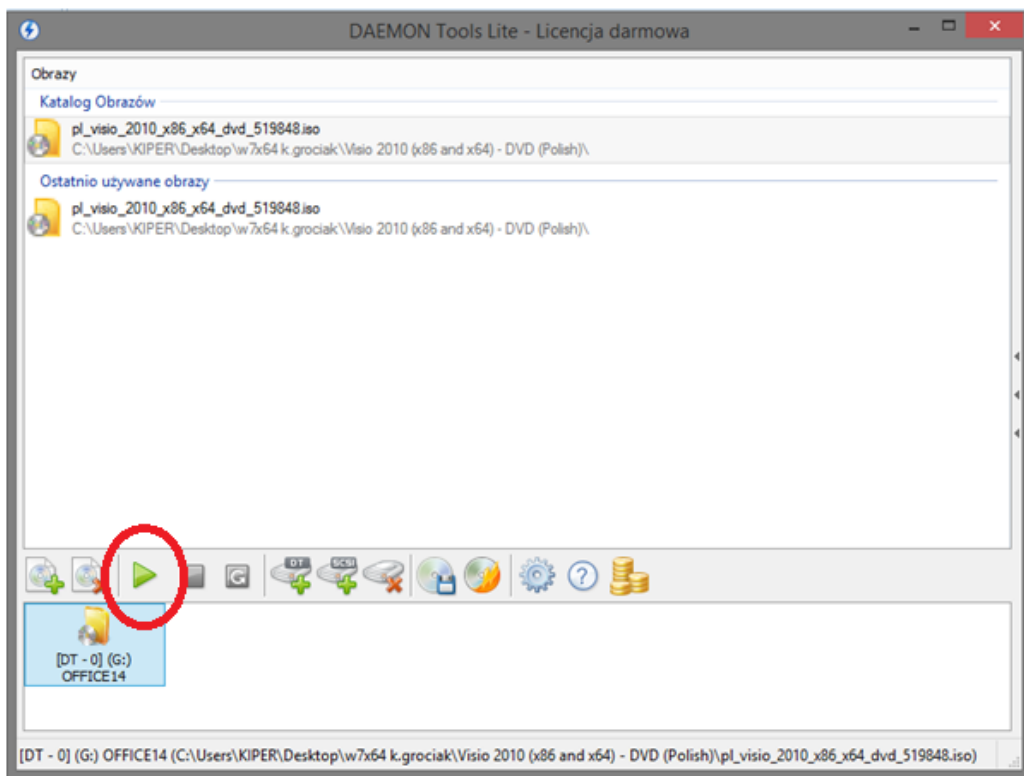 DAEMON Tools Lite - Licencja darmowa
Obrazy
Katalog Obrazów
pl_visio_2010_x86_x64_dvd_519848.iso
C:\Users\KIPER\Desktop\w7x64 k.grociak\Visio 2010 (x86 and x64) - DVD (Polish)\
Ostatnio używane obrazy
pl_visio_2010_x86_x64_dvd_519848.iso
C:\Users\KIPER\Desktop\w7x64 k.grociak\Visio 2010 (x86 and x64) - DVD (Polish)\
DT
SCSI
[DT - 0] (G:)
OFFICE14
[DT - 0] (G:) OFFICE14 (C:\Users\KIPER\Desktop\w7x64 k.grociak\Visio 2010 (x86 and x64) - DVD (Polish)\pl_visio_2010_x86_x64_dvd_519848.iso)